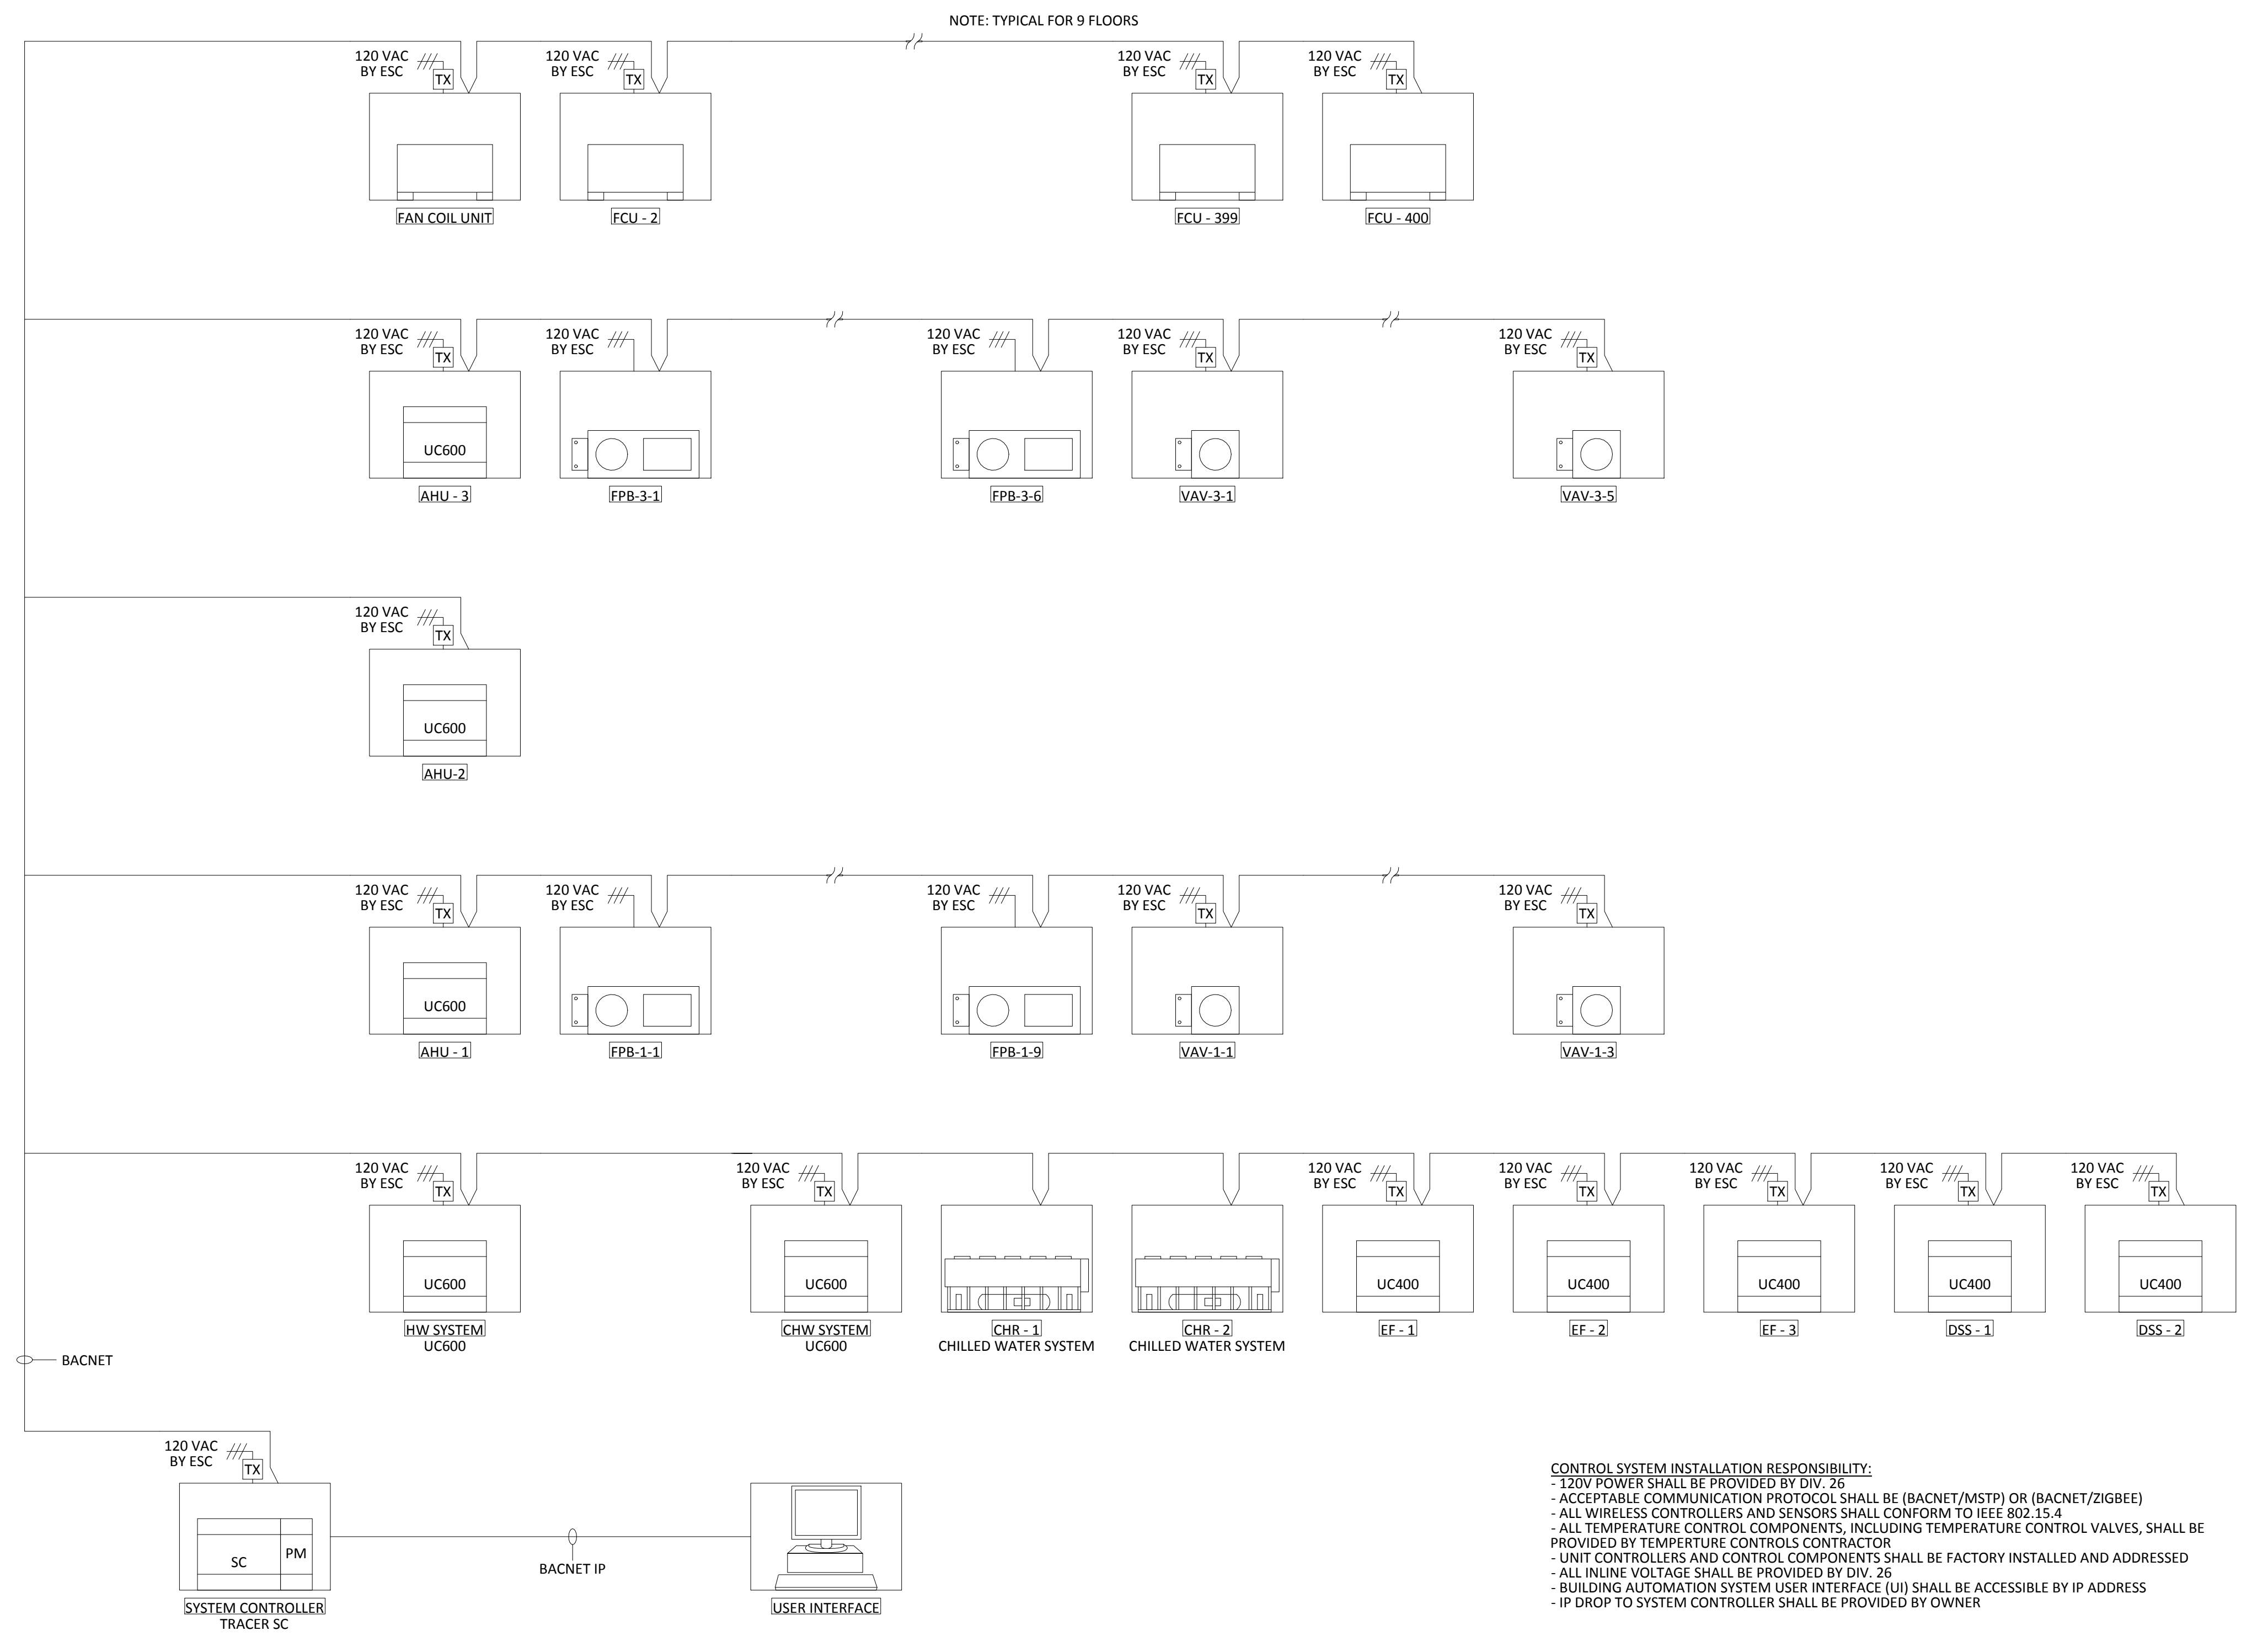 NOTE: TYPICAL FOR 9 FLOORS
120 VAC
BY ESC
TX
120 VAC
BY ESC
TX
120 VAC
BY ESC
TX
120 VAC
BY ESC
TX
FAN COIL UNIT
FCU - 2
FCU - 399
FCU - 400
120 VAC
BY ESC
TX
120 VAC
BY ESC
120 VAC
BY ESC
120 VAC
BY ESC
TX
120 VAC
BY ESC
TX
UC600
AHU - 3
FPB-3-1
FPB-3-6
VAV-3-1
VAV-3-5
120 VAC
BY ESC
TX
UC600
AHU-2
120 VAC
BY ESC
TX
120 VAC
BY ESC
120 VAC
BY ESC
120 VAC
BY ESC
TX
120 VAC
BY ESC
TX
UC600
AHU - 1
FPB-1-1
FPB-1-9
VAV-1-1
VAV-1-3
120 VAC
BY ESC
TX
120 VAC
BY ESC
TX
120 VAC
BY ESC
TX
120 VAC
BY ESC
TX
120 VAC
BY ESC
TX
120 VAC
BY ESC
TX
120 VAC
BY ESC
TX
UC600
UC600
UC400
UC400
UC400
UC400
UC400
HW SYSTEM
UC600
CHW SYSTEM
UC600
CHR - 1
CHILLED WATER SYSTEM
CHR - 2
CHILLED WATER SYSTEM
EF - 1
EF - 2
EF - 3
DSS - 1
DSS - 2
BACNET
120 VAC
BY ESC
TX
SC
PM
SYSTEM CONTROLLER
TRACER SC
BACNET IP
USER INTERFACE
CONTROL SYSTEM INSTALLATION RESPONSIBILITY:
- 120V POWER SHALL BE PROVIDED BY DIV. 26
- ACCEPTABLE COMMUNICATION PROTOCOL SHALL BE (BACNET/MSTP) OR (BACNET/ZIGBEE)
- ALL WIRELESS CONTROLLERS AND SENSORS SHALL CONFORM TO IEEE 802.15.4
- ALL TEMPERATURE CONTROL COMPONENTS, INCLUDING TEMPERATURE CONTROL VALVES, SHALL BE
PROVIDED BY TEMPERTURE CONTROLS CONTRACTOR
- UNIT CONTROLLERS AND CONTROL COMPONENTS SHALL BE FACTORY INSTALLED AND ADDRESSED
- ALL INLINE VOLTAGE SHALL BE PROVIDED BY DIV. 26
- BUILDING AUTOMATION SYSTEM USER INTERFACE (UI) SHALL BE ACCESSIBLE BY IP ADDRESS
- IP DROP TO SYSTEM CONTROLLER SHALL BE PROVIDED BY OWNER